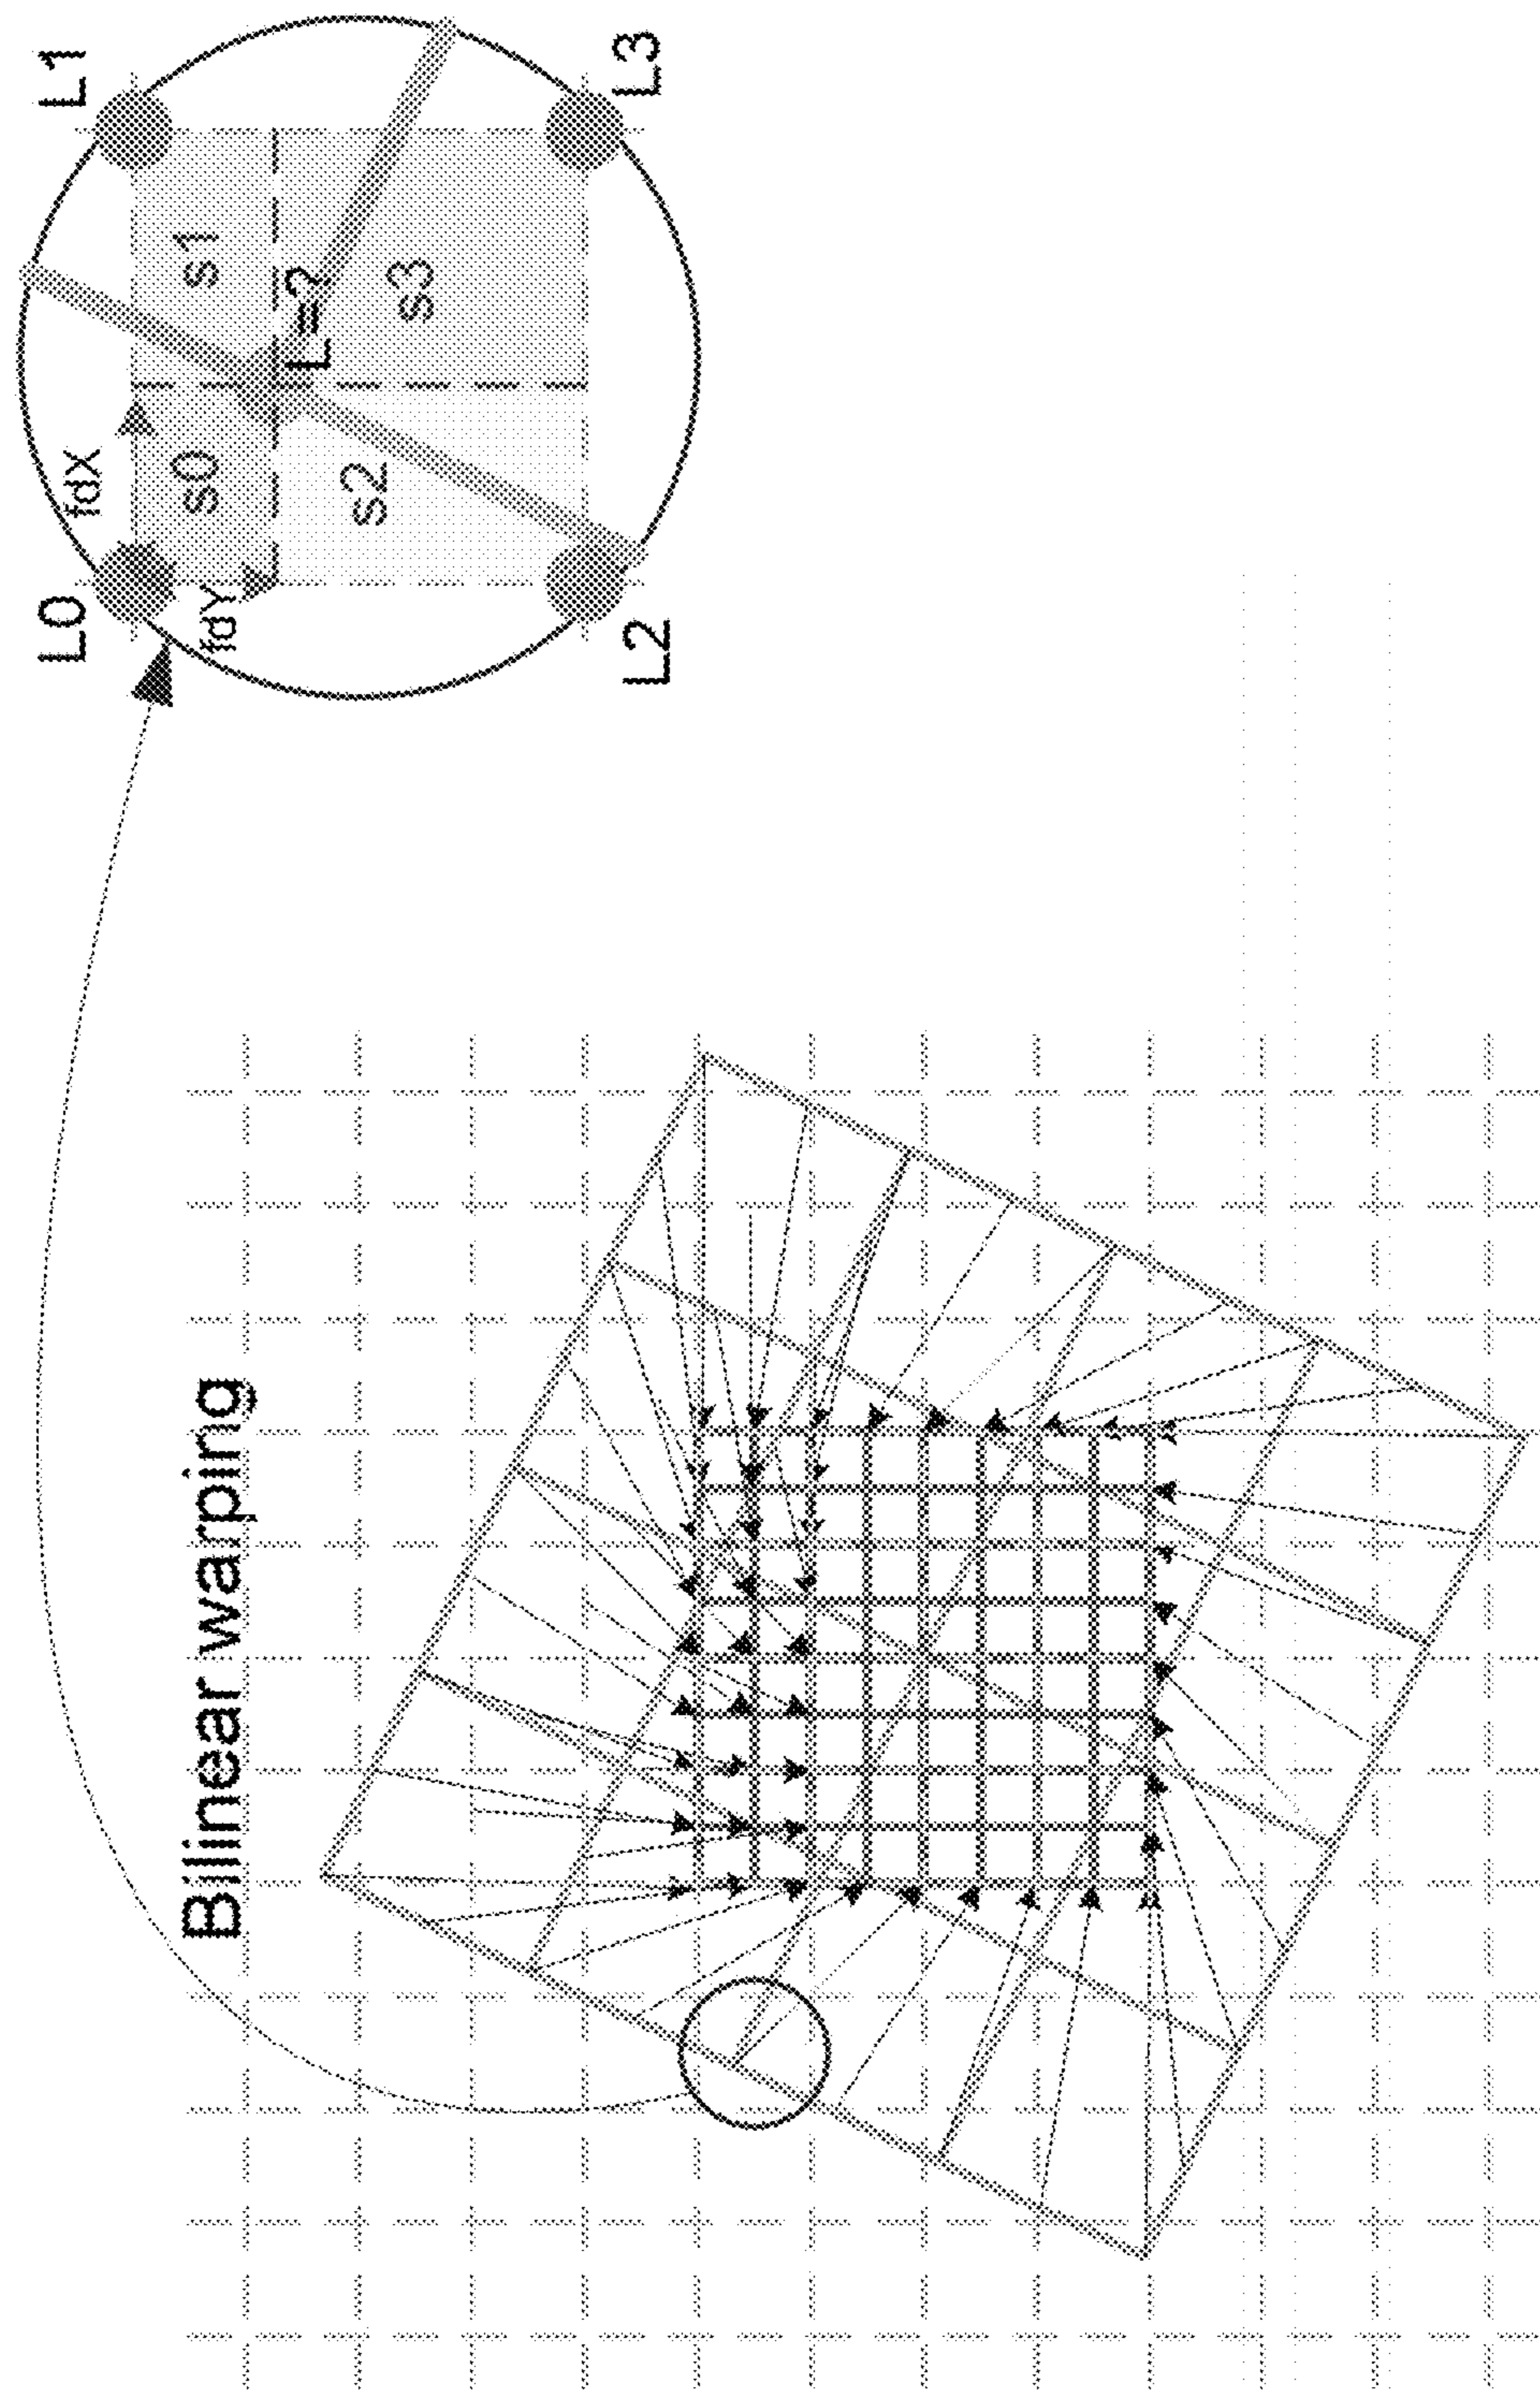 Bilinear warping
L0
L1
fdX
fdY
s0
s1
L=?
s2
s3
L2
L3